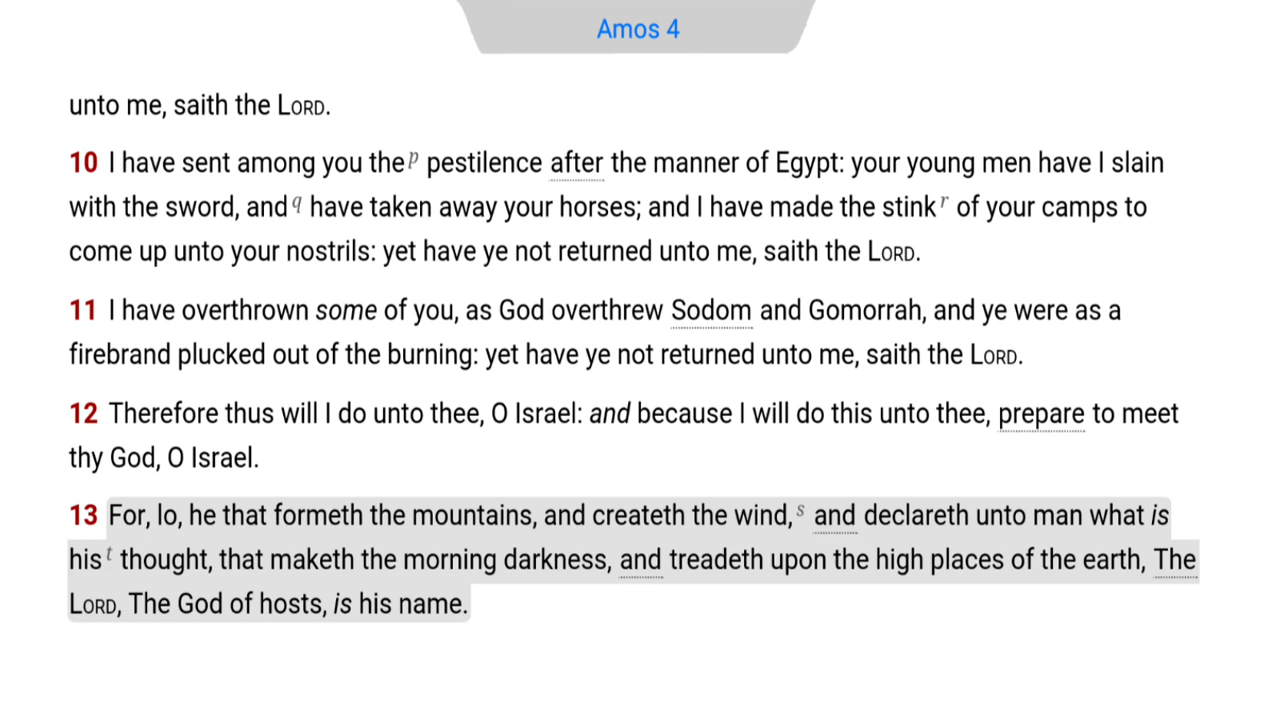 Amos 4
unto me, saith the LORD.
10 I have sent among you the p pestilence after the manner of Egypt: your young men have I slain
with the sword, and q have taken away your horses; and I have made the stink r of your camps to
come up unto your nostrils: yet have ye not returned unto me, saith the LORD.
11 I have overthrown some of you, as God overthrew Sodom and Gomorrah, and ye were as a
firebrand plucked out of the burning: yet have ye not returned unto me, saith the LORD.
12 Therefore thus will I do unto thee, O Israel: and because I will do this unto thee, prepare to meet
thy God, O Israel.
13 For, lo, he that formeth the mountains, and createth the wind, s and declareth unto man what is
his t thought, that maketh the morning darkness, and treadeth upon the high places of the earth, The
LORD, The God of hosts, is his name.